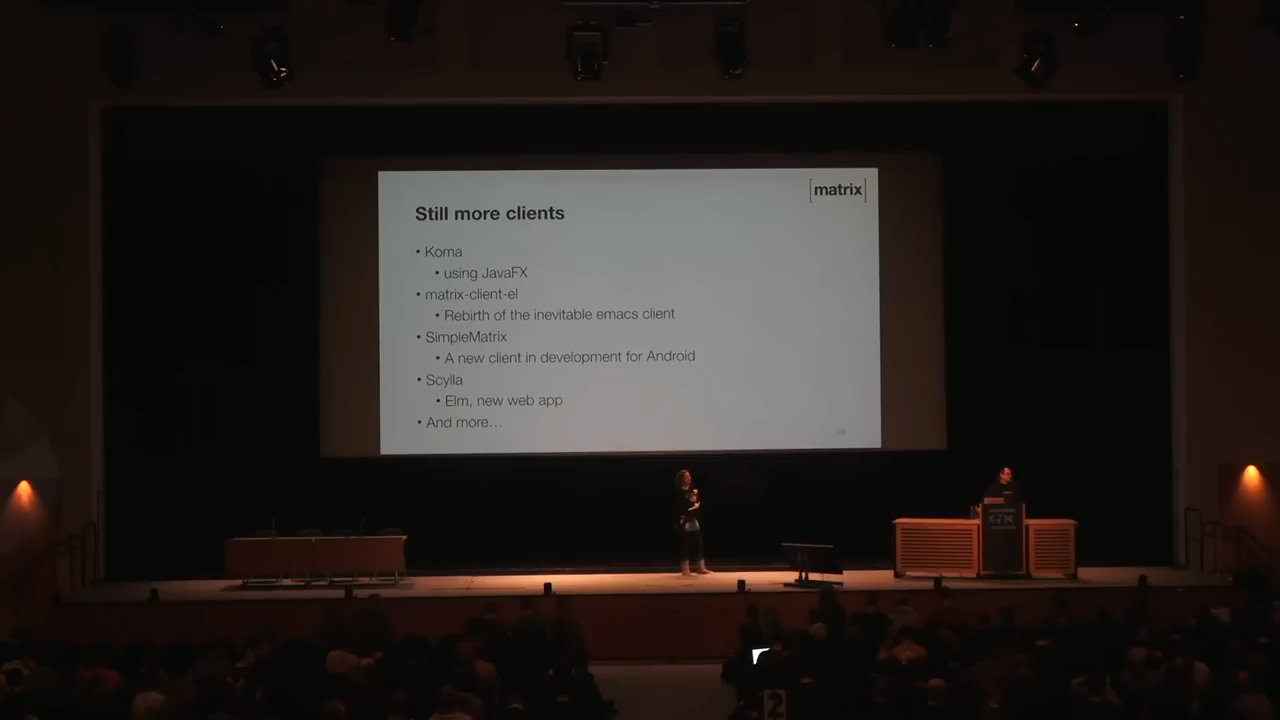 [matrix]
Still more clients
• Koma
• using JavaFX
• matrix-client-el
• Rebirth of the inevitable emacs client
• SimpleMatrix
• A new client in development for Android
• Scylla
• Elm, new web app
• And more...
2